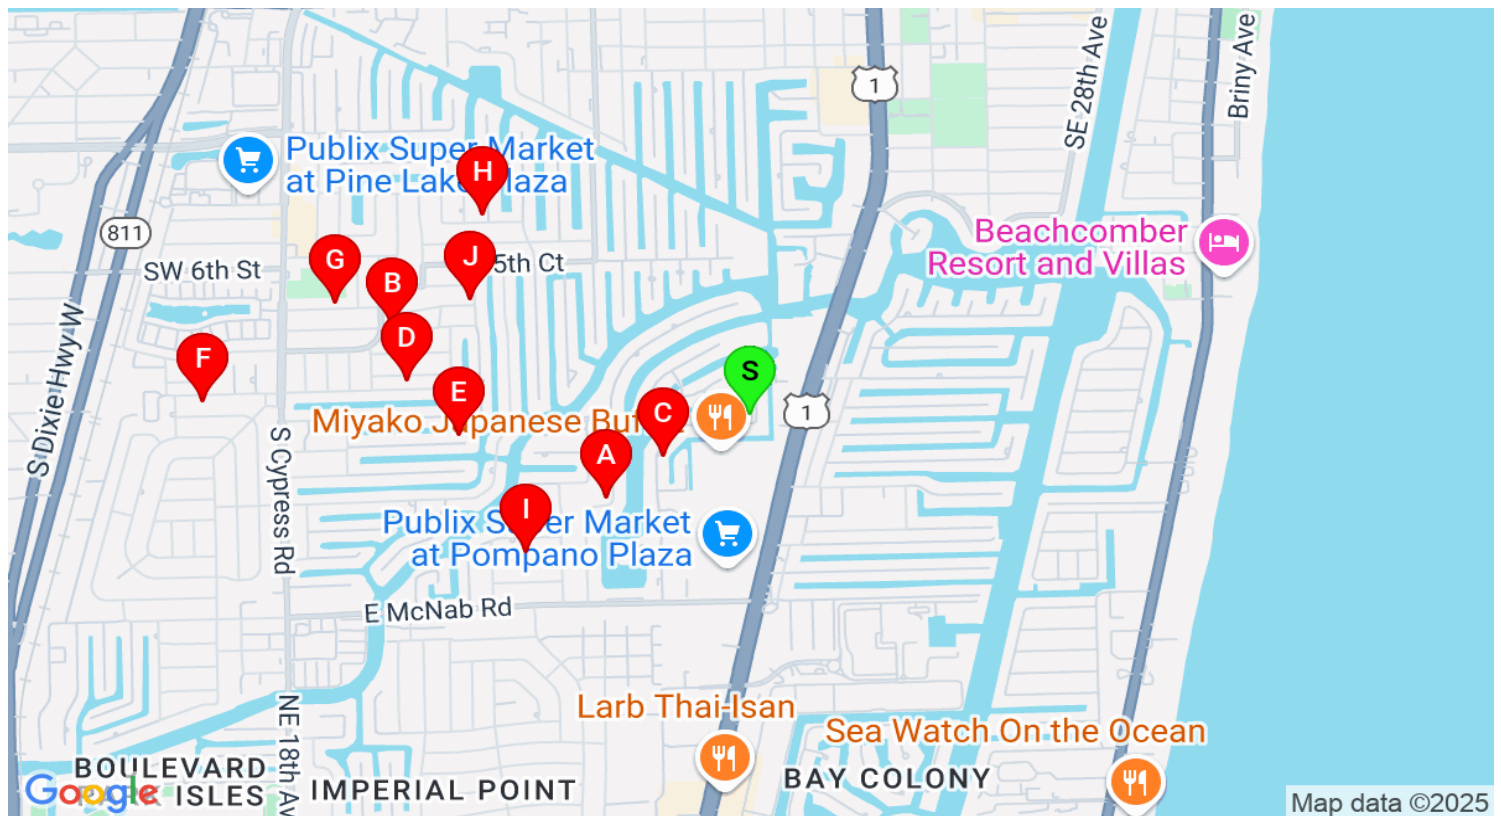 1
SE 28th Ave
Briny Ave
Publix Super Market
at Pine Lake Plaza
H
811
Beachcomber
Resort and Villas
SW 6th St
G
J
5th Ct
B
D
F
S
E
C
1
Miyako Japanese Buffet
A
S Dixie Hwy W
S Cypress Rd
I
Publix Super Market
at Pompano Plaza
E McNab Rd
Larb Thai-Isan
Sea Watch On the Ocean
NE 18th Av
BOULEVARD
ISLES
IMPERIAL POINT
BAY COLONY
Google
Map data ©2025